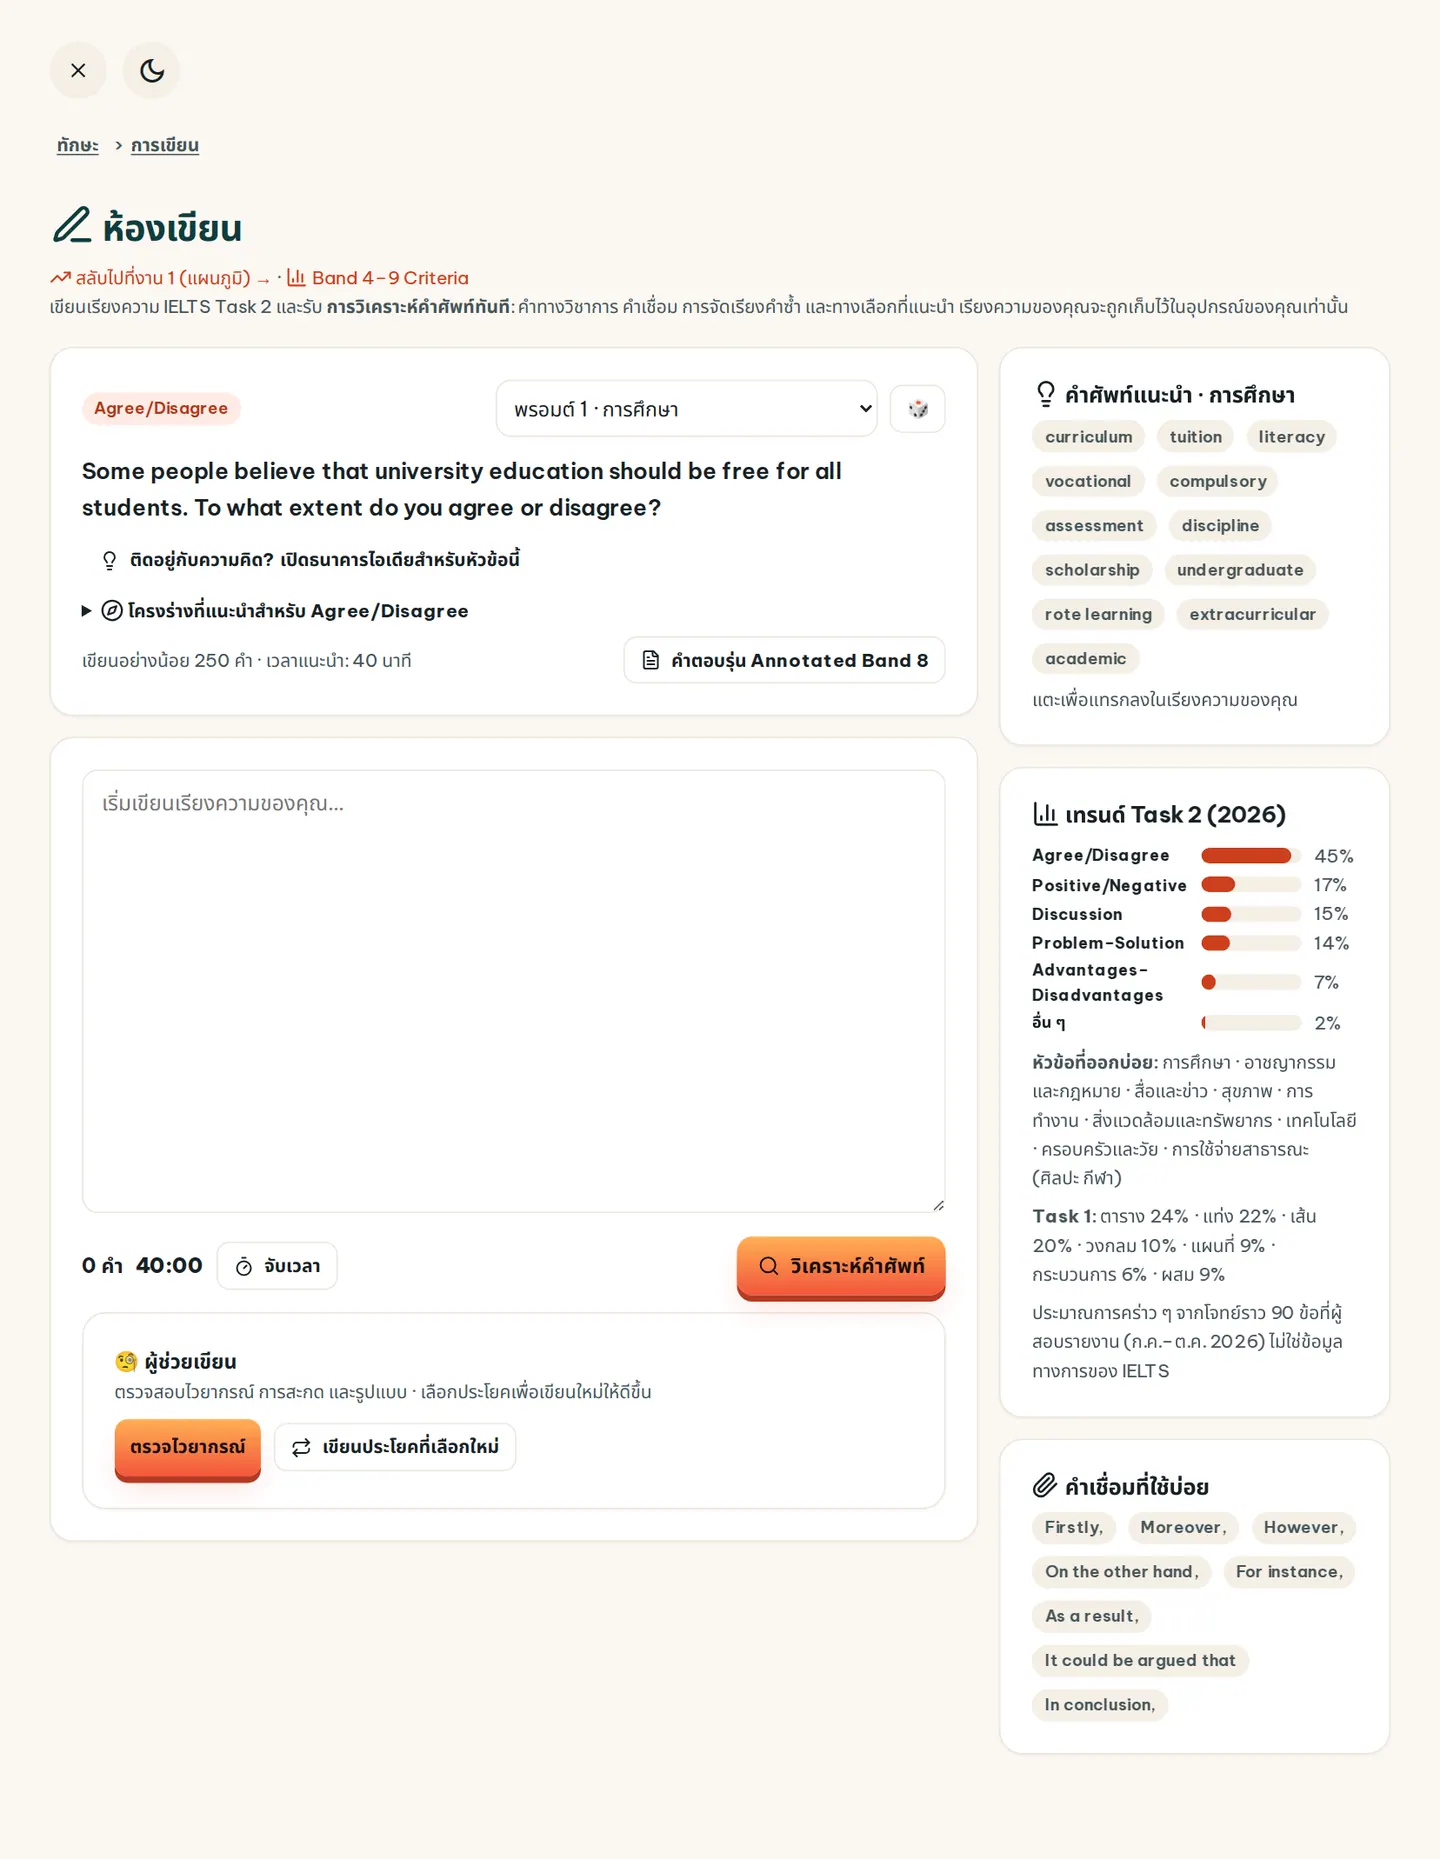 ทักษะ › การเขียน
ห้องเขียน
สลับไปที่งาน 1 (แผนภูมิ) → · Band 4–9 Criteria
เขียนเรียงความ IELTS Task 2 และรับ การวิเคราะห์คำศัพท์ทันที: คำทางวิชาการ คำเชื่อม การจัดเรียงคำซ้ำ และทางเลือกที่แนะนำ เรียงความของคุณจะถูกเก็บไว้ในอุปกรณ์ของคุณเท่านั้น
Agree/Disagree
พรอมต์ 1 · การศึกษา
Some people believe that university education should be free for all
students. To what extent do you agree or disagree?
ติดอยู่กับความคิด? เปิดธนาคารไอเดียสำหรับหัวข้อนี้
โครงร่างที่แนะนำสำหรับ Agree/Disagree
เขียนอย่างน้อย 250 คำ · เวลาแนะนำ: 40 นาที
คำตอบรุ่น Annotated Band 8
เริ่มเขียนเรียงความของคุณ...
0 คำ 40:00 จับเวลา
วิเคราะห์คำศัพท์
ผู้ช่วยเขียน
ตรวจสอบไวยากรณ์ การสะกด และรูปแบบ · เลือกประโยคเพื่อเขียนใหม่ให้ดีขึ้น
ตรวจไวยากรณ์
เขียนประโยคที่เลือกใหม่
คำศัพท์แนะนำ · การศึกษา
curriculum tuition literacy
vocational compulsory
assessment discipline
scholarship undergraduate
rote learning extracurricular
academic
แตะเพื่อแทรกลงในเรียงความของคุณ
เทรนด์ Task 2 (2026)
Agree/Disagree 45%
Positive/Negative 17%
Discussion 15%
Problem-Solution 14%
Advantages-
Disadvantages 7%
อื่น ๆ 2%
หัวข้อที่ออกบ่อย: การศึกษา · อาชญากรรม
และกฎหมาย · สื่อและข่าว · สุขภาพ · การ
ทำงาน · สิ่งแวดล้อมและทรัพยากร · เทคโนโลยี
· ครอบครัวและวัย · การใช้จ่ายสาธารณะ
(ศิลปะ กีฬา)
Task 1: ตาราง 24% · แท่ง 22% · เส้น
20% · วงกลม 10% · แผนที่ 9% ·
กระบวนการ 6% · ผสม 9%
ประมาณการคร่าว ๆ จากโจทย์ราว 90 ข้อที่ผู้
สอบรายงาน (ก.ค.–ต.ค. 2026) ไม่ใช่ข้อมูล
ทางการของ IELTS
คำเชื่อมที่ใช้บ่อย
Firstly, Moreover, However,
On the other hand, For instance,
As a result,
It could be argued that
In conclusion,